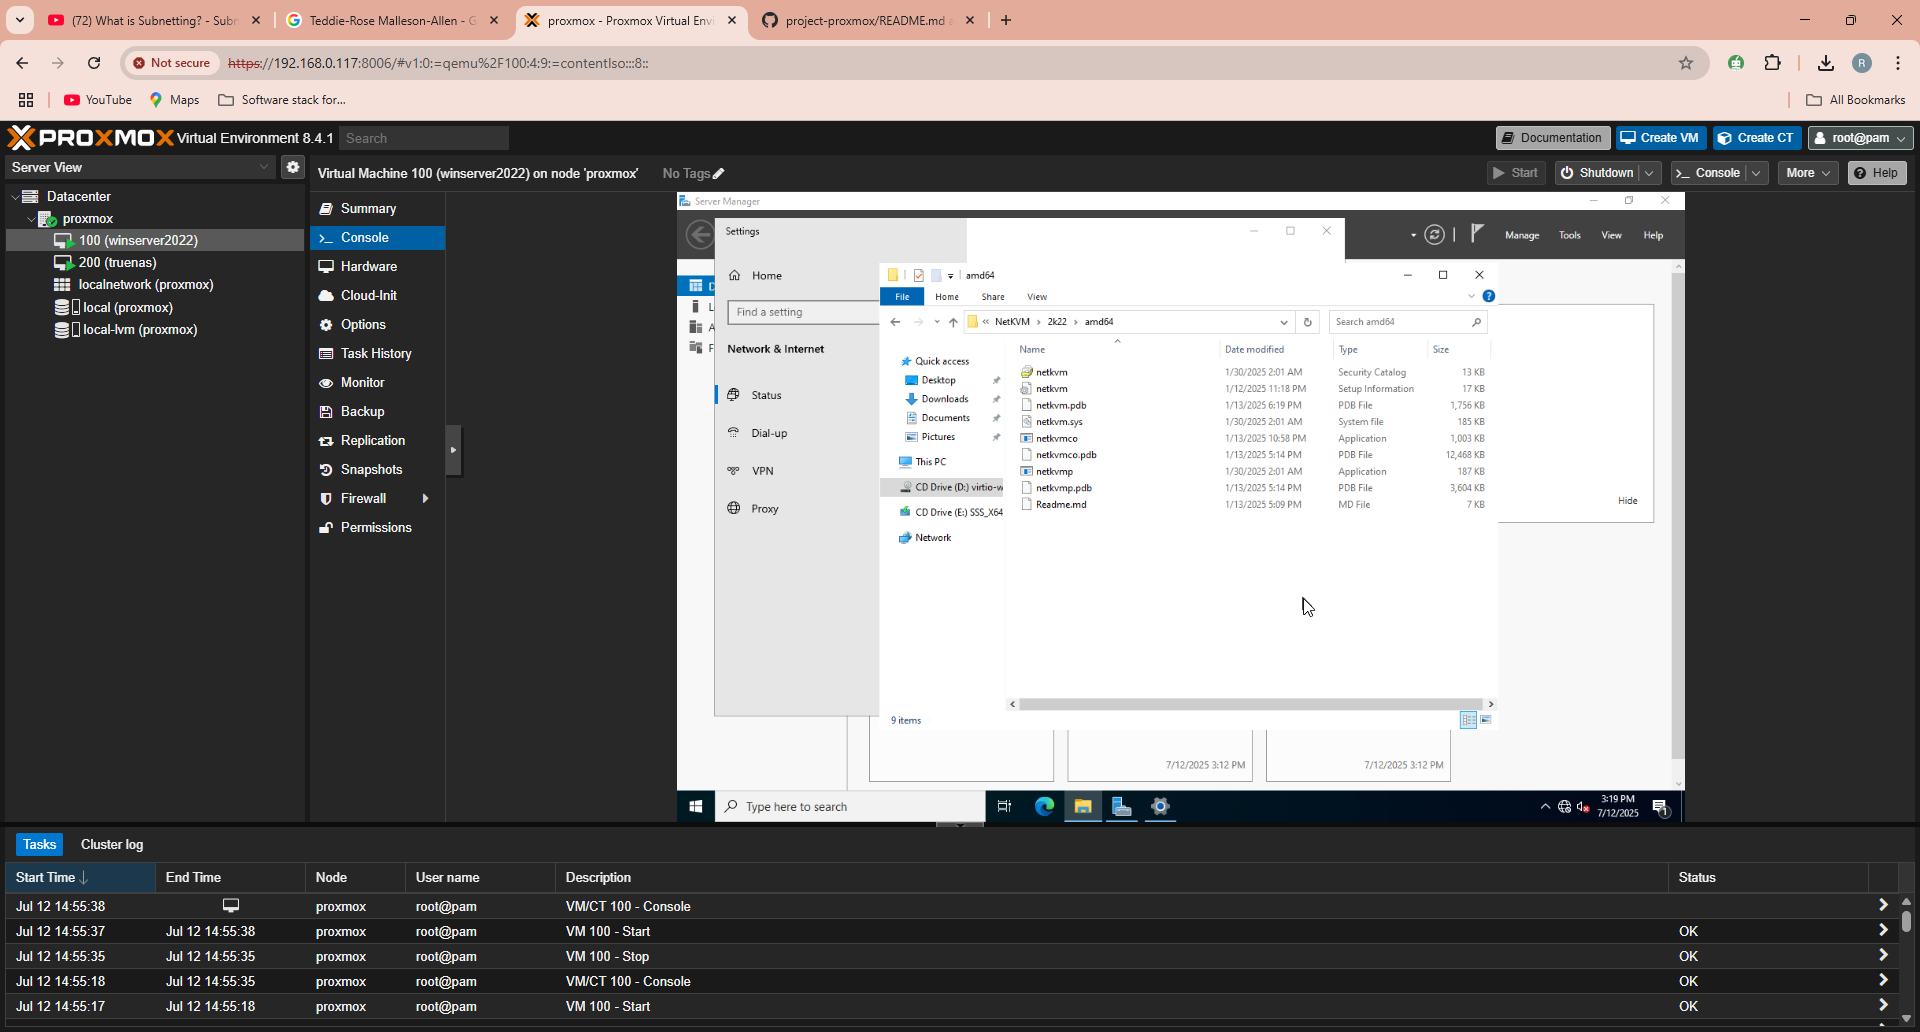 (72) What is Subnetting? - Sub
Teddie-Rose Malleson-Allen - G
proxmox - Proxmox Virtual Envi
project-proxmox/README.md
Not secure
https://192.168.0.117:8006/#v1:0:=qemu%2F100:4:9:=contentIso:::8::
R
YouTube
Maps
Software stack for...
All Bookmarks
PROXMOX Virtual Environment 8.4.1
Search
Documentation
Create VM
Create CT
root@pam
Server View
Virtual Machine 100 (winserver2022) on node 'proxmox'
No Tags
Start
Shutdown
Console
More
Help
Datacenter
proxmox
100 (winserver2022)
200 (truenas)
localnetwork (proxmox)
local (proxmox)
local-lvm (proxmox)
Summary
Console
Hardware
Cloud-Init
Options
Task History
Monitor
Backup
Replication
Snapshots
Firewall
Permissions
Server Manager
Manage
Tools
View
Help
Settings
Home
Find a setting
Network & Internet
Status
Dial-up
VPN
Proxy
D
L
A
F
amd64
File
Home
Share
View
« NetKVM › 2k22 › amd64
Search amd64
Quick access
Desktop
Downloads
Documents
Pictures
This PC
CD Drive (D:) virtio-w
CD Drive (E:) SSS_X64
Network
Name
Date modified
Type
Size
netkvm 1/30/2025 2:01 AM Security Catalog 13 KB
netkvm 1/12/2025 11:18 PM Setup Information 17 KB
netkvm.pdb 1/13/2025 6:19 PM PDB File 1,756 KB
netkvm.sys 1/30/2025 2:01 AM System file 185 KB
netkvmco 1/13/2025 10:58 PM Application 1,003 KB
netkvmco.pdb 1/13/2025 5:14 PM PDB File 12,468 KB
netkvmp 1/30/2025 2:01 AM Application 187 KB
netkvmp.pdb 1/13/2025 5:14 PM PDB File 3,604 KB
Readme.md 1/13/2025 5:09 PM MD File 7 KB
9 items
Hide
7/12/2025 3:12 PM
7/12/2025 3:12 PM
Type here to search
3:19 PM
7/12/2025
1
Tasks
Cluster log
Start Time
End Time
Node
User name
Description
Status
Jul 12 14:55:38 proxmox root@pam VM/CT 100 - Console
Jul 12 14:55:37 Jul 12 14:55:38 proxmox root@pam VM 100 - Start OK
Jul 12 14:55:35 Jul 12 14:55:35 proxmox root@pam VM 100 - Stop OK
Jul 12 14:55:18 Jul 12 14:55:35 proxmox root@pam VM/CT 100 - Console OK
Jul 12 14:55:17 Jul 12 14:55:18 proxmox root@pam VM 100 - Start OK